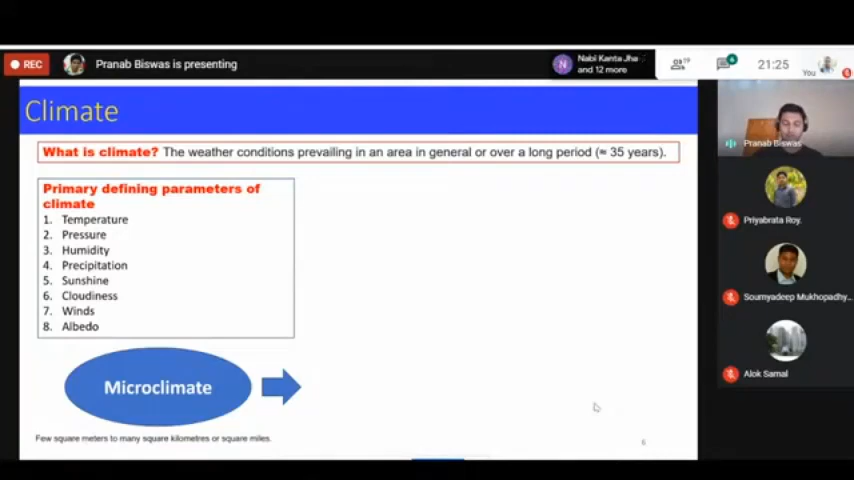 REC
Pranab Biswas is presenting
N
Nabi Kanta Jha
and 12 more
19
6
21:25
You
Climate
What is climate? The weather conditions prevailing in an area in general or over a long period (≈ 35 years).
Primary defining parameters of
climate
1. Temperature
2. Pressure
3. Humidity
4. Precipitation
5. Sunshine
6. Cloudiness
7. Winds
8. Albedo
Microclimate
Few square meters to many square kilometres or square miles.
6
Pranab Biswas
Priyabrata Roy.
Soumyadeep Mukhopadhy...
Alok Samal